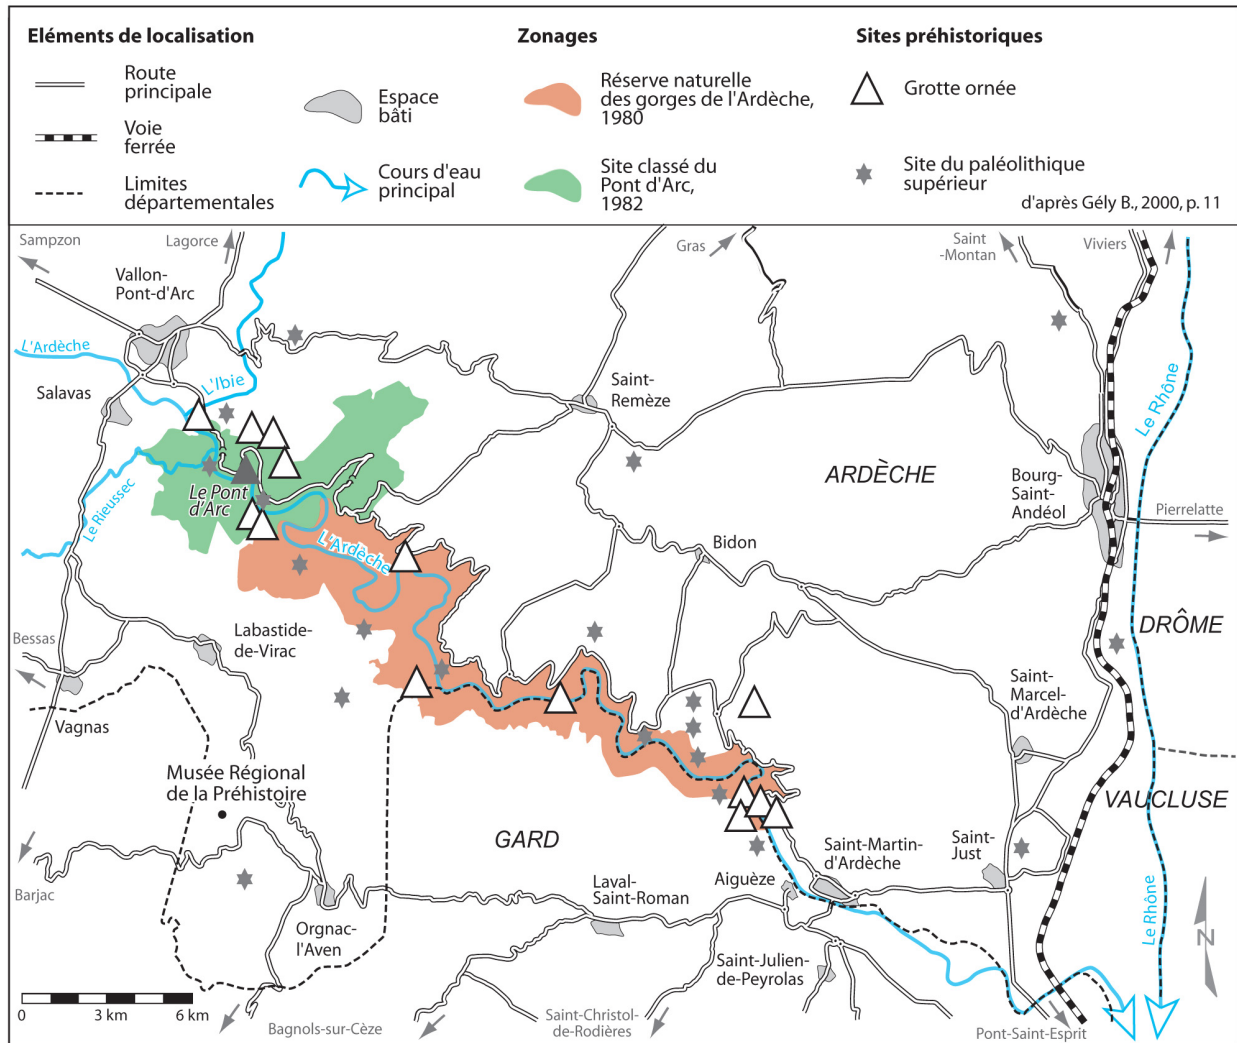 Eléments de localisation
Route
principale
Voie
ferrée
Limites
départementales
Espace
bâti
Cours d'eau
principal
Zonages
Réserve naturelle
des gorges de l'Ardèche,
1980
Site classé du
Pont d'Arc,
1982
Sites préhistoriques
Grotte ornée
Site du paléolithique
supérieur
d'après Gély B., 2000, p. 11
Sampzon
Lagorce
Gras
Saint
-Montan
Viviers
Vallon-
Pont-d'Arc
L'Ardèche
L'Ibie
Salavas
Saint-
Remèze
Le Rhône
ARDÈCHE
Le Pont
d'Arc
Le Rieussec
Bourg-
Saint-
Andéol
Pierrelatte
L'Ardèche
Bidon
Bessas
Labastide-
de-Virac
DRÔME
Saint-
Marcel-
d'Ardèche
Vagnas
Musée Régional
de la Préhistoire
VAUCLUSE
GARD
Saint-Martin-
d'Ardèche
Saint-
Just
Barjac
Laval-
Saint-Roman
Aiguèze
Le Rhône
Orgnac-
l'Aven
N
Saint-Julien-
de-Peyrolas
0
3 km
6 km
Bagnols-sur-Cèze
Saint-Christol-
de-Rodières
Pont-Saint-Esprit